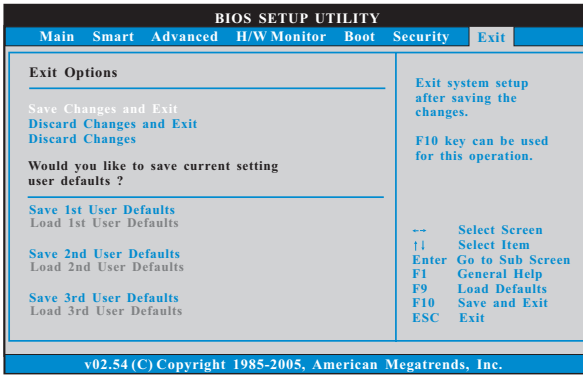 BIOS SETUP UTILITY
Main Smart Advanced H/W Monitor Boot Security Exit
Exit Options
Save Changes and Exit
Discard Changes and Exit
Discard Changes
Would you like to save current setting
user defaults ?
Save 1st User Defaults
Load 1st User Defaults
Save 2nd User Defaults
Load 2nd User Defaults
Save 3rd User Defaults
Load 3rd User Defaults
Exit system setup
after saving the
changes.
F10 key can be used
for this operation.
←→ Select Screen
↑↓ Select Item
Enter Go to Sub Screen
F1 General Help
F9 Load Defaults
F10 Save and Exit
ESC Exit
v02.54 (C) Copyright 1985-2005, American Megatrends, Inc.